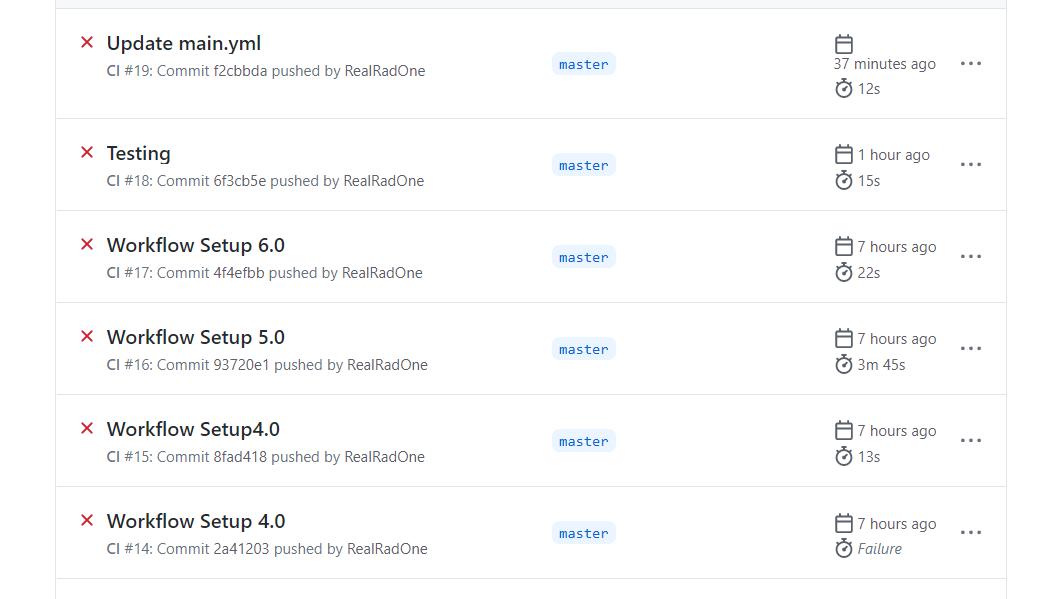 Update main.yml
CI #19: Commit f2cbbda pushed by RealRadOne
master
37 minutes ago
12s
Testing
CI #18: Commit 6f3cb5e pushed by RealRadOne
master
1 hour ago
15s
Workflow Setup 6.0
CI #17: Commit 4f4efbb pushed by RealRadOne
master
7 hours ago
22s
Workflow Setup 5.0
CI #16: Commit 93720e1 pushed by RealRadOne
master
7 hours ago
3m 45s
Workflow Setup4.0
CI #15: Commit 8fad418 pushed by RealRadOne
master
7 hours ago
13s
Workflow Setup 4.0
CI #14: Commit 2a41203 pushed by RealRadOne
master
7 hours ago
Failure